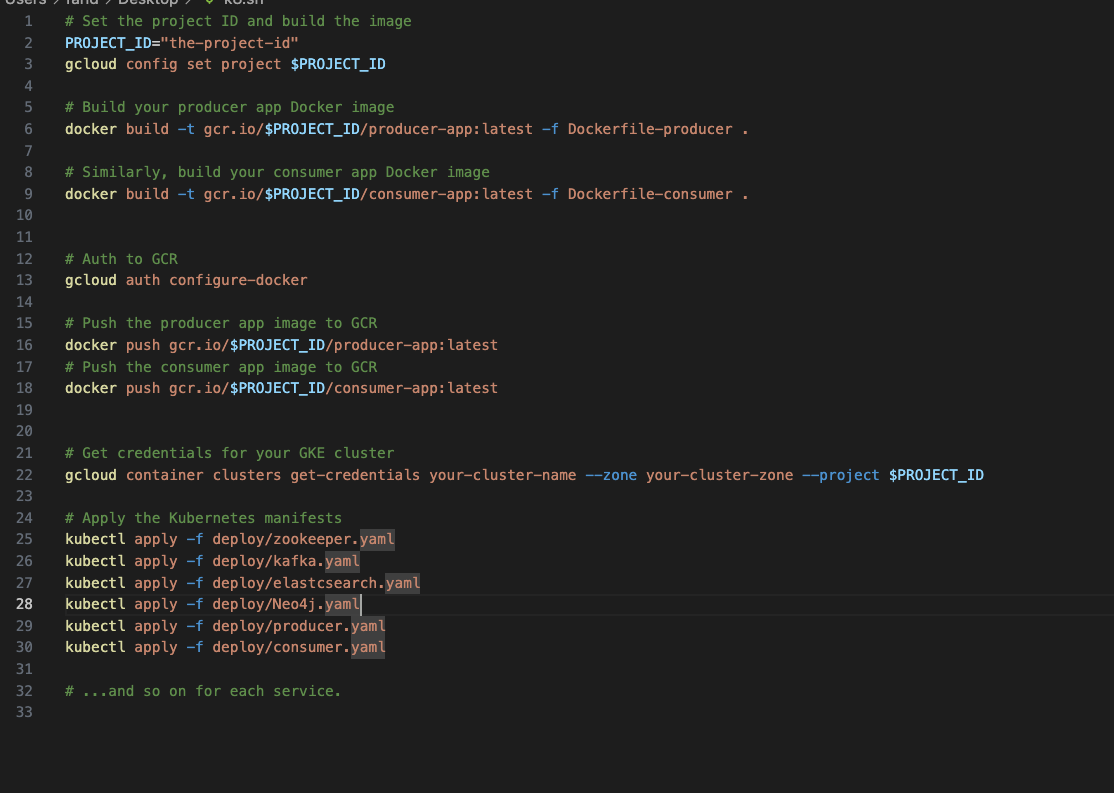 Users > rand > Desktop > k8.sh
1 # Set the project ID and build the image
2 PROJECT_ID="the-project-id"
3 gcloud config set project $PROJECT_ID
4
5 # Build your producer app Docker image
6 docker build -t gcr.io/$PROJECT_ID/producer-app:latest -f Dockerfile-producer .
7
8 # Similarly, build your consumer app Docker image
9 docker build -t gcr.io/$PROJECT_ID/consumer-app:latest -f Dockerfile-consumer .
10
11
12 # Auth to GCR
13 gcloud auth configure-docker
14
15 # Push the producer app image to GCR
16 docker push gcr.io/$PROJECT_ID/producer-app:latest
17 # Push the consumer app image to GCR
18 docker push gcr.io/$PROJECT_ID/consumer-app:latest
19
20
21 # Get credentials for your GKE cluster
22 gcloud container clusters get-credentials your-cluster-name --zone your-cluster-zone --project $PROJECT_ID
23
24 # Apply the Kubernetes manifests
25 kubectl apply -f deploy/zookeeper.yaml
26 kubectl apply -f deploy/kafka.yaml
27 kubectl apply -f deploy/elastcsearch.yaml
28 kubectl apply -f deploy/Neo4j.yaml
29 kubectl apply -f deploy/producer.yaml
30 kubectl apply -f deploy/consumer.yaml
31
32 # ...and so on for each service.
33